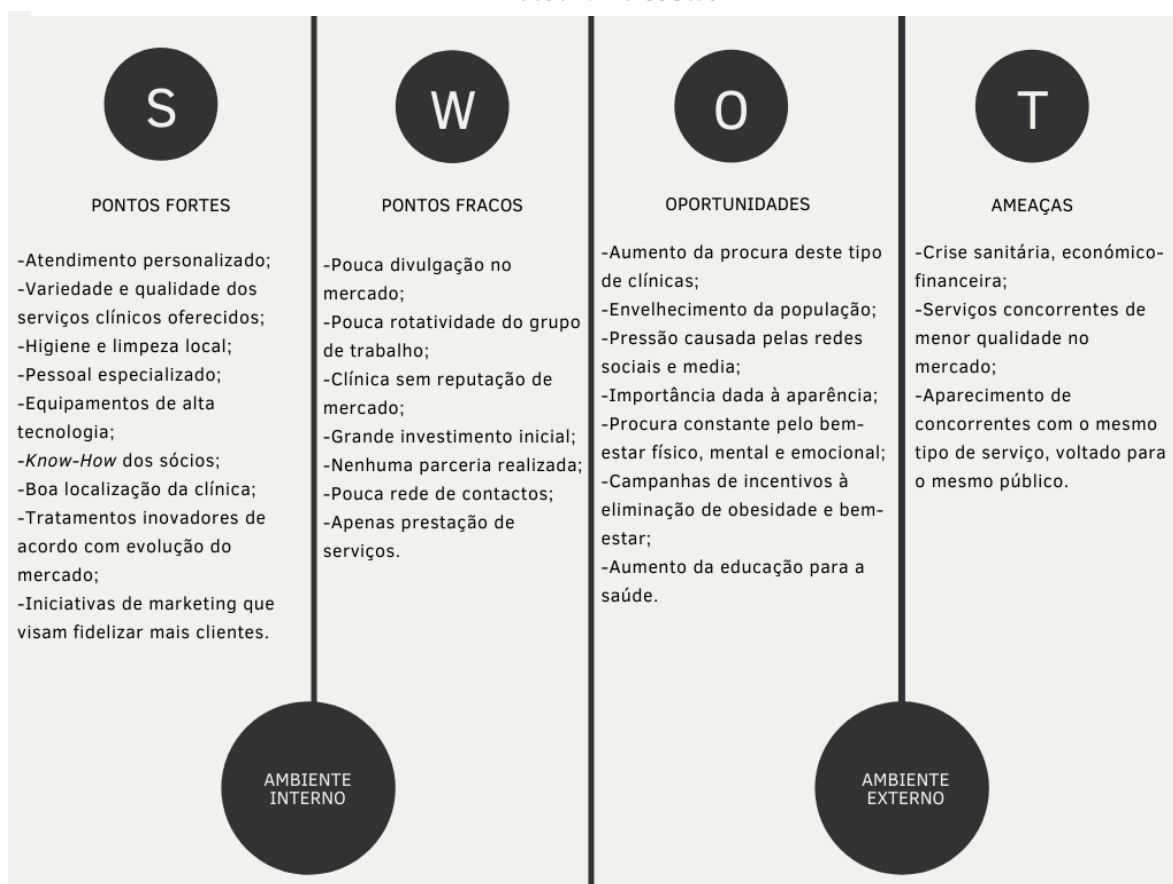 S
PONTOS FORTES
-Atendimento personalizado;
-Variedade e qualidade dos
serviços clínicos oferecidos;
-Higiene e limpeza local;
-Pessoal especializado;
-Equipamentos de alta
tecnologia;
-Know-How dos sócios;
-Boa localização da clínica;
-Tratamentos inovadores de
acordo com evolução do
mercado;
-Iniciativas de marketing que
visam fidelizar mais clientes.
W
PONTOS FRACOS
-Pouca divulgação no
mercado;
-Pouca rotatividade do grupo
de trabalho;
-Clínica sem reputação de
mercado;
-Grande investimento inicial;
-Nenhuma parceria realizada;
-Pouca rede de contactos;
-Apenas prestação de
serviços.
AMBIENTE
INTERNO
O
OPORTUNIDADES
-Aumento da procura deste tipo
de clínicas;
-Envelhecimento da população;
-Pressão causada pelas redes
sociais e media;
-Importância dada à aparência;
-Procura constante pelo bem-
estar físico, mental e emocional;
-Campanhas de incentivos à
eliminação de obesidade e bem-
estar;
-Aumento da educação para a
saúde.
T
AMEAÇAS
-Crise sanitária, económico-
financeira;
-Serviços concorrentes de
menor qualidade no
mercado;
-Aparecimento de
concorrentes com o mesmo
tipo de serviço, voltado para
o mesmo público.
AMBIENTE
EXTERNO